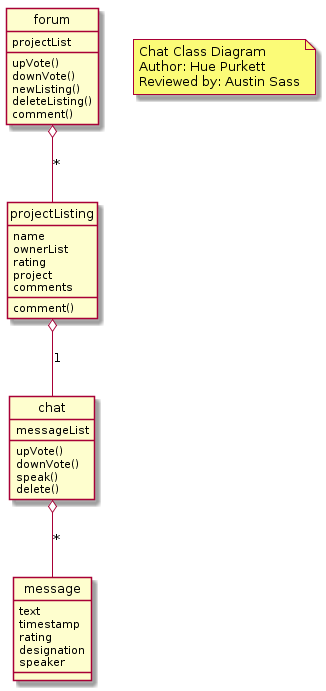 forum
projectList
upVote()
downVote()
newListing()
deleteListing()
comment()
Chat Class Diagram
Author: Hue Purkett
Reviewed by: Austin Sass
*
projectListing
name
ownerList
rating
project
comments
comment()
1
chat
messageList
upVote()
downVote()
speak()
delete()
*
message
text
timestamp
rating
designation
speaker